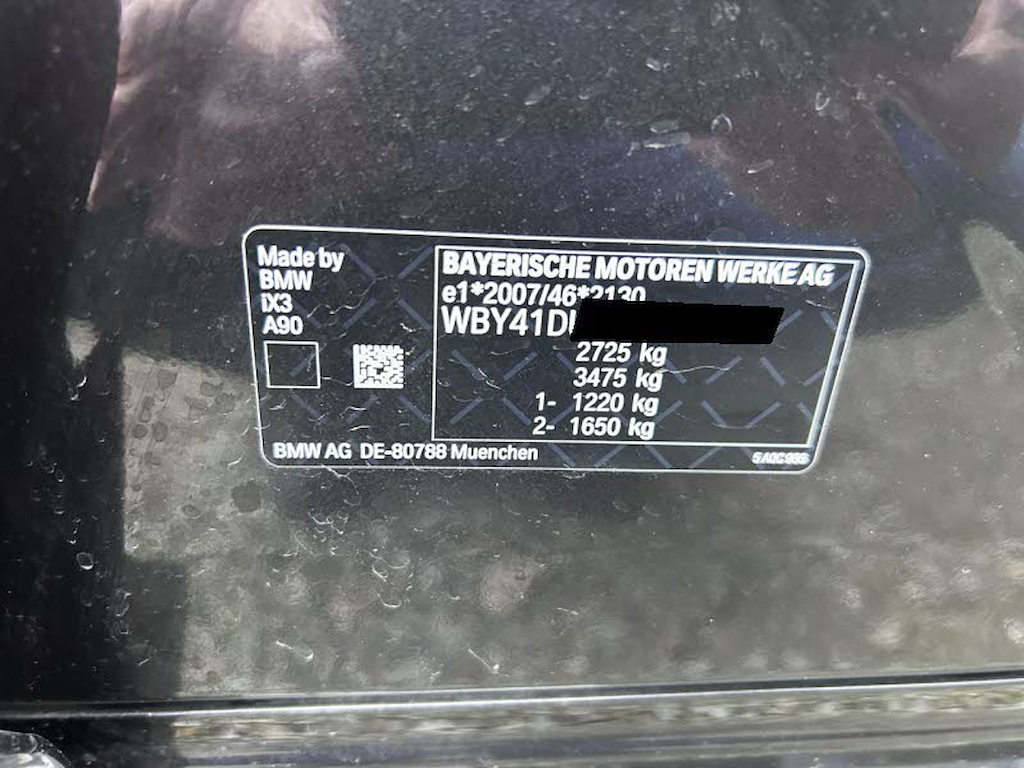 Made by
BMW
iX3
A90
BAYERISCHE MOTOREN WERKE AG
e1*2007/46*2130
WBY41D
2725 kg
3475 kg
1- 1220 kg
2- 1650 kg
BMW AG DE-80788 Muenchen
5A0C986